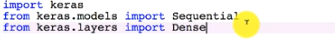 import keras
from keras.models import Sequential
from keras.layers import Dense